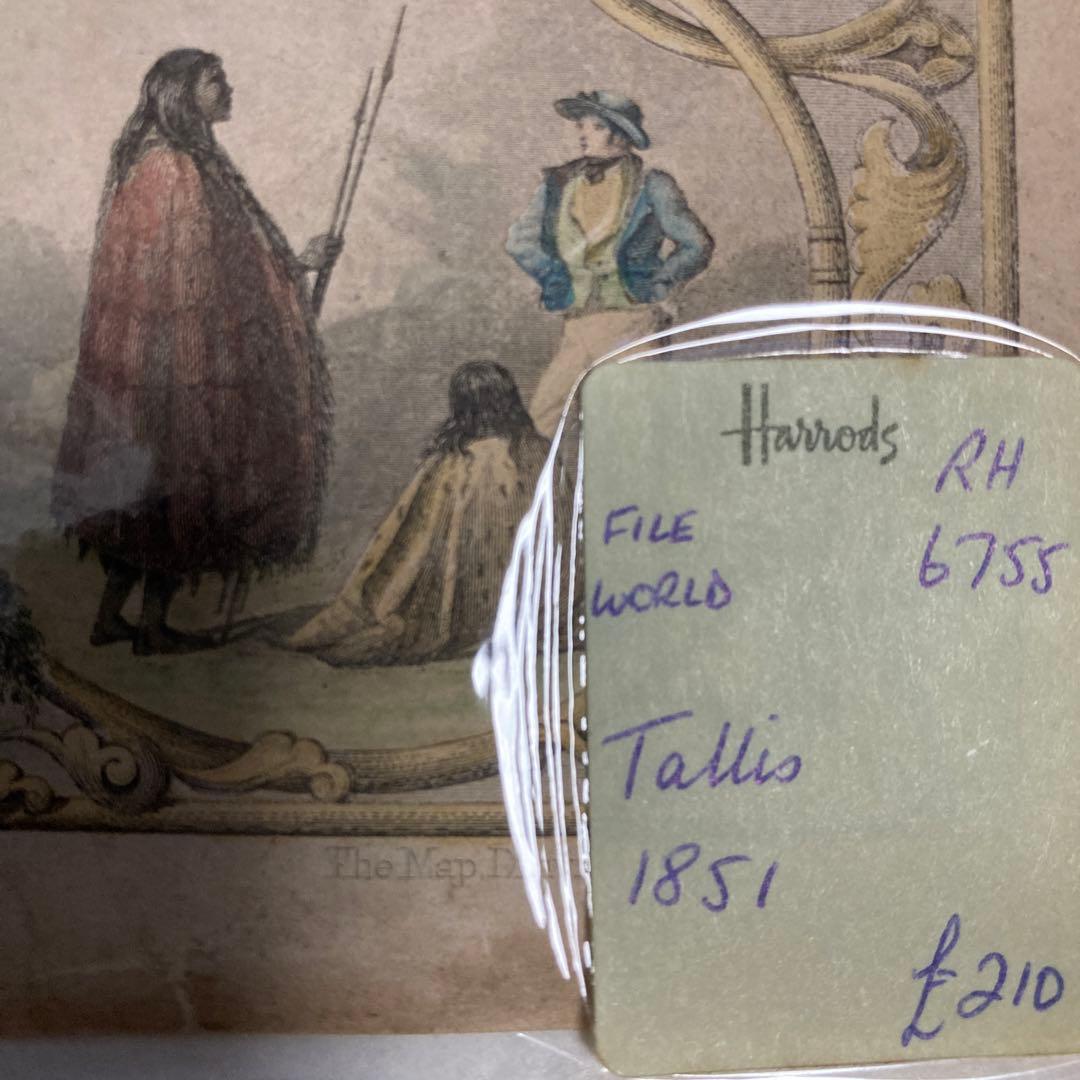 Harrods
RH
FILE
6755
WORLD
Tallis
1851
£210
The Map